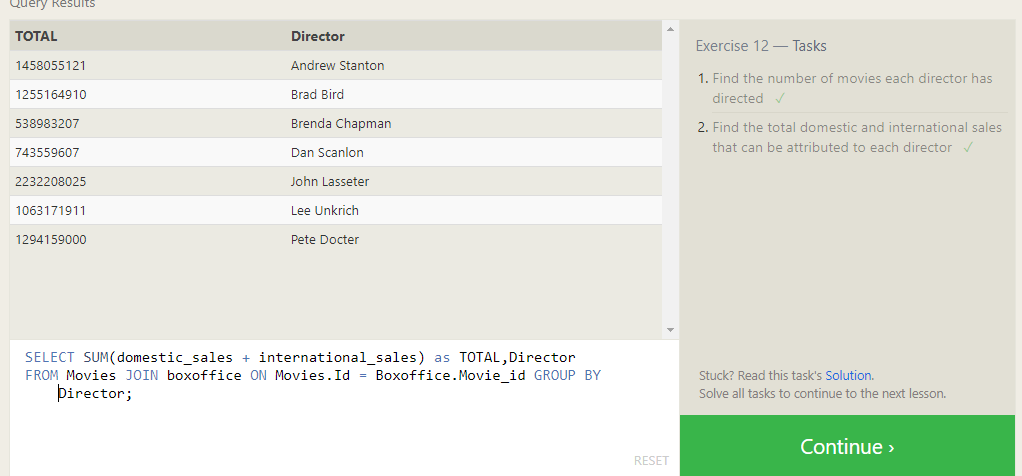 Query Results
TOTAL Director
1458055121 Andrew Stanton
1255164910 Brad Bird
538983207 Brenda Chapman
743559607 Dan Scanlon
2232208025 John Lasseter
1063171911 Lee Unkrich
1294159000 Pete Docter
SELECT SUM(domestic_sales + international_sales) as TOTAL,Director
FROM Movies JOIN boxoffice ON Movies.Id = Boxoffice.Movie_id GROUP BY
Director;
RESET
Exercise 12 — Tasks
1. Find the number of movies each director has
directed ✓
2. Find the total domestic and international sales
that can be attributed to each director ✓
Stuck? Read this task's Solution.
Solve all tasks to continue to the next lesson.
Continue ›